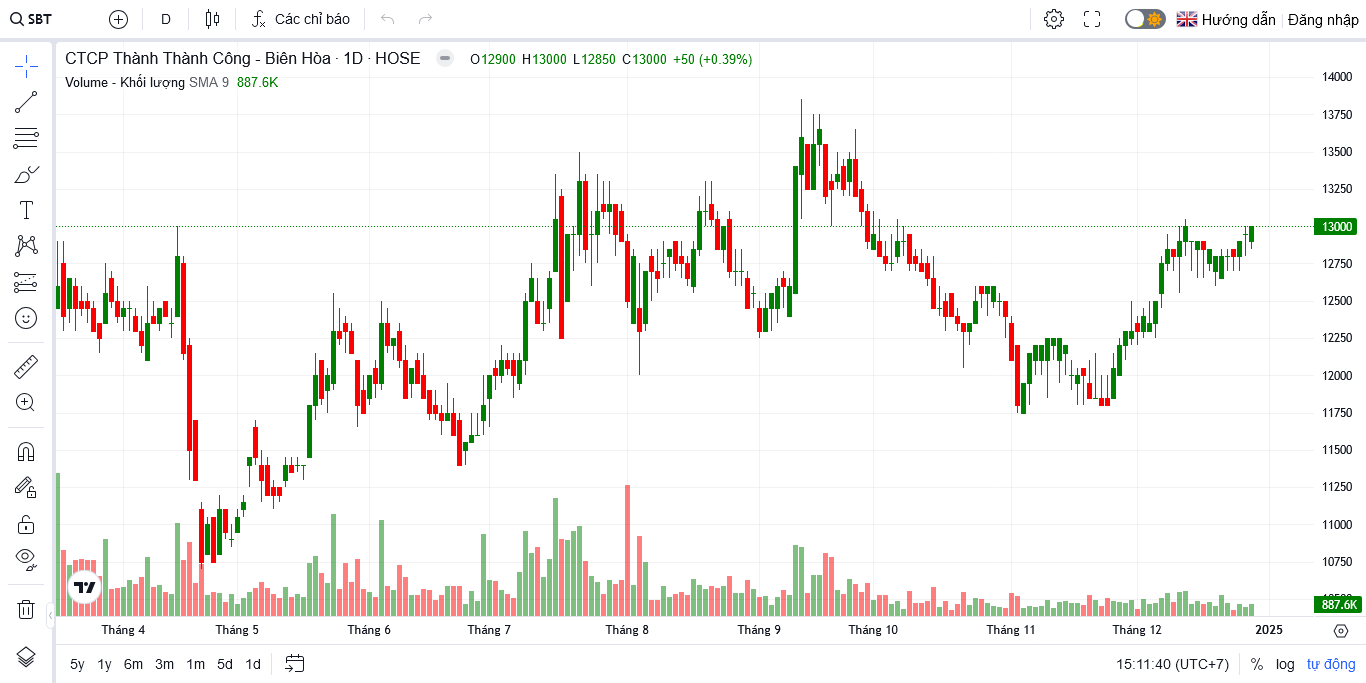 SBT D Các chỉ báo Hướng dẫn Đăng nhập
CTCP Thành Thành Công - Biên Hòa · 1D · HOSE O12900 H13000 L12850 C13000 +50 (+0.39%)
Volume - Khối lượng SMA 9 887.6K
14000
13750
13500
13250
13000
12750
12500
12250
12000
11750
11500
11250
11000
10750
887.6K
Tháng 4 Tháng 5 Tháng 6 Tháng 7 Tháng 8 Tháng 9 Tháng 10 Tháng 11 Tháng 12 2025
5y 1y 6m 3m 1m 5d 1d 15:11:40 (UTC+7) % log tự động